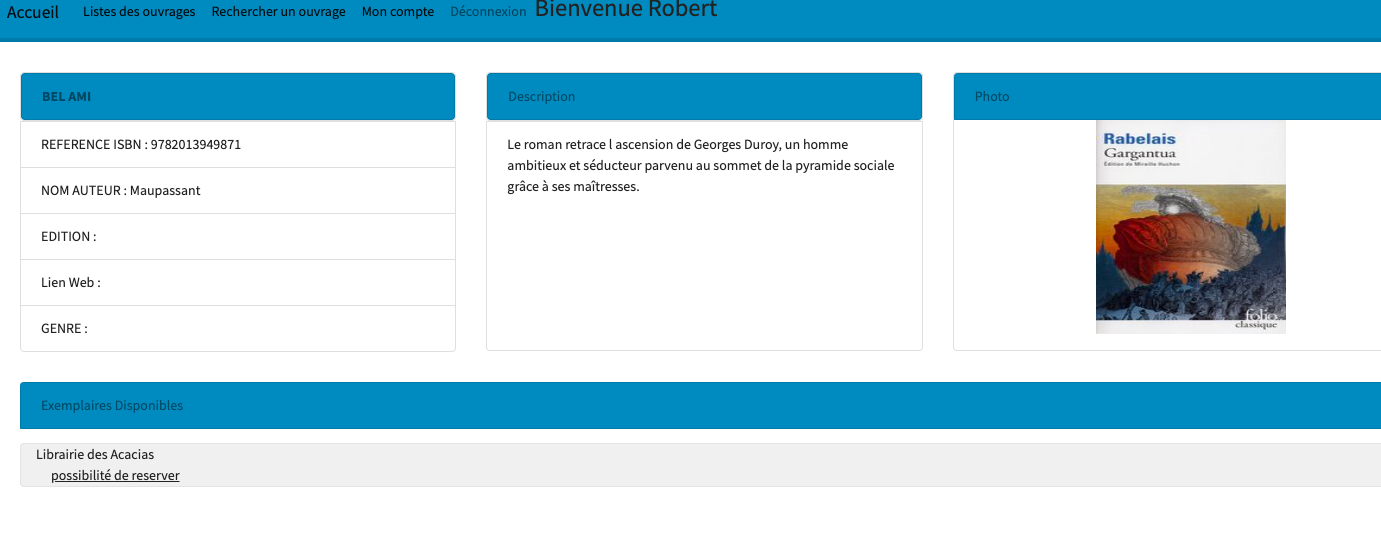 Accueil Listes des ouvrages Rechercher un ouvrage Mon compte Déconnexion Bienvenue Robert
BEL AMI
REFERENCE ISBN : 9782013949871
NOM AUTEUR : Maupassant
EDITION :
Lien Web :
GENRE :
Description
Le roman retrace l ascension de Georges Duroy, un homme
ambitieux et séducteur parvenu au sommet de la pyramide sociale
grâce à ses maîtresses.
Photo
Rabelais
Gargantua
Édition de Mireille Huchon
folio
classique
Exemplaires Disponibles
Librairie des Acacias
possibilité de reserver